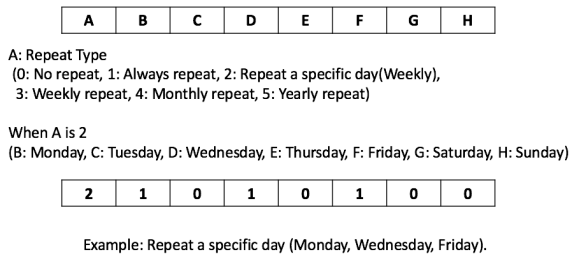 A B C D E F G H
A: Repeat Type
(0: No repeat, 1: Always repeat, 2: Repeat a specific day(Weekly),
3: Weekly repeat, 4: Monthly repeat, 5: Yearly repeat)
When A is 2
(B: Monday, C: Tuesday, D: Wednesday, E: Thursday, F: Friday, G: Saturday, H: Sunday)
2 1 0 1 0 1 0 0
Example: Repeat a specific day (Monday, Wednesday, Friday).